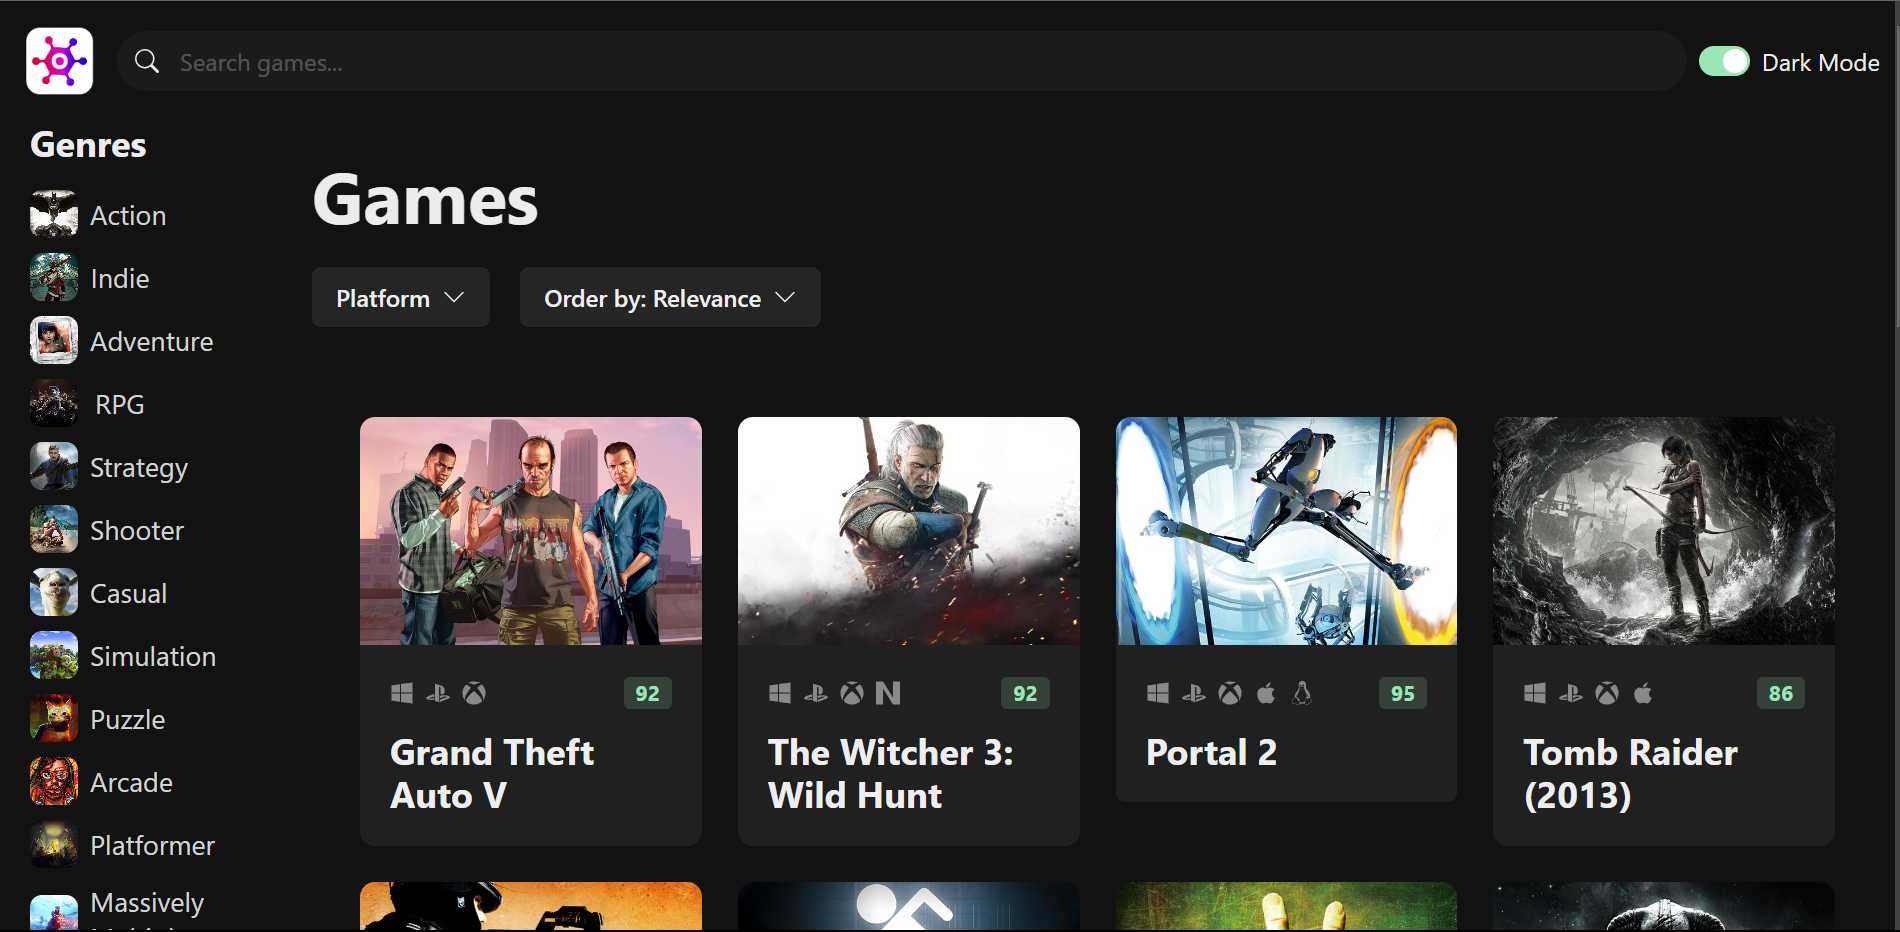 Search games...
Dark Mode
Genres
Action
Indie
Adventure
RPG
Strategy
Shooter
Casual
Simulation
Puzzle
Arcade
Platformer
Massively
Games
Platform
Order by: Relevance
92
Grand Theft
Auto V
92
The Witcher 3:
Wild Hunt
95
Portal 2
86
Tomb Raider
(2013)